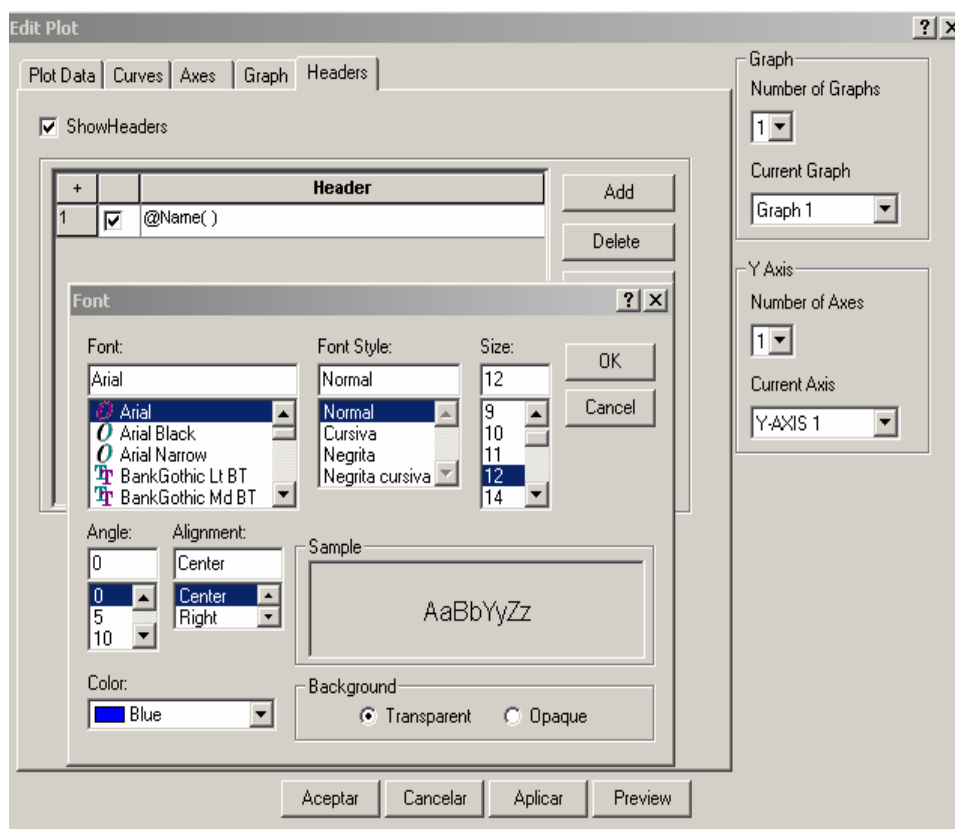 Edit Plot
Plot Data Curves Axes Graph Headers
ShowHeaders
+ Header
1 @Name( )
Add
Delete
Graph
Number of Graphs
1
Current Graph
Graph 1
Y Axis
Number of Axes
1
Current Axis
Y-AXIS 1
Font
Font: Font Style: Size:
Arial Normal 12
OK
Cancel
Arial
Arial Black
Arial Narrow
BankGothic Lt BT
BankGothic Md BT
Normal
Cursiva
Negrita
Negrita cursiva
9
10
11
12
14
Angle: Alignment:
0 Center
0
5
10
Center
Right
Sample
AaBbYyZz
Color:
Blue
Background
Transparent Opaque
Aceptar Cancelar Aplicar Preview